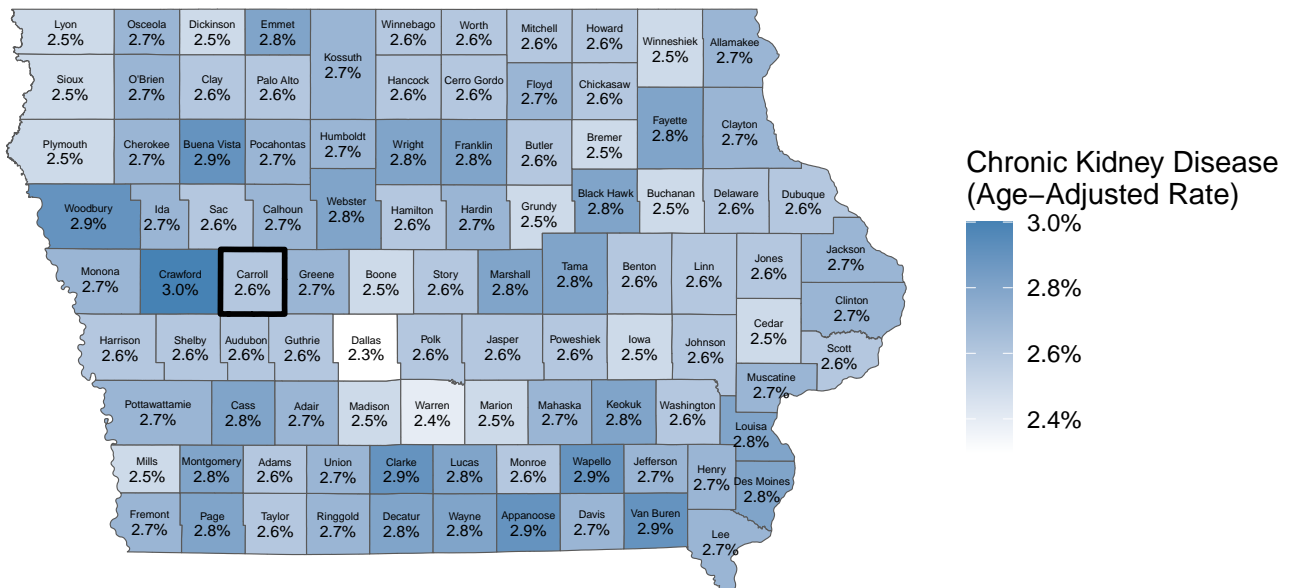 Lyon
2.5%
Osceola
2.7%
Dickinson
2.5%
Emmet
2.8%
Kossuth
2.7%
Winnebago
2.6%
Worth
2.6%
Mitchell
2.6%
Howard
2.6%
Winneshiek
2.5%
Allamakee
2.7%
Sioux
2.5%
O'Brien
2.7%
Clay
2.6%
Palo Alto
2.6%
Hancock
2.6%
Cerro Gordo
2.6%
Floyd
2.7%
Chickasaw
2.6%
Fayette
2.8%
Clayton
2.7%
Plymouth
2.5%
Cherokee
2.7%
Buena Vista
2.9%
Pocahontas
2.7%
Humboldt
2.7%
Wright
2.8%
Franklin
2.8%
Butler
2.6%
Bremer
2.5%
Woodbury
2.9%
Ida
2.7%
Sac
2.6%
Calhoun
2.7%
Webster
2.8%
Hamilton
2.6%
Hardin
2.7%
Grundy
2.5%
Black Hawk
2.8%
Buchanan
2.5%
Delaware
2.6%
Dubuque
2.6%
Monona
2.7%
Crawford
3.0%
Carroll
2.6%
Greene
2.7%
Boone
2.5%
Story
2.6%
Marshall
2.8%
Tama
2.8%
Benton
2.6%
Linn
2.6%
Jones
2.6%
Jackson
2.7%
Clinton
2.7%
Harrison
2.6%
Shelby
2.6%
Audubon
2.6%
Guthrie
2.6%
Dallas
2.3%
Polk
2.6%
Jasper
2.6%
Poweshiek
2.6%
Iowa
2.5%
Johnson
2.6%
Cedar
2.5%
Scott
2.6%
Muscatine
2.7%
Pottawattamie
2.7%
Cass
2.8%
Adair
2.7%
Madison
2.5%
Warren
2.4%
Marion
2.5%
Mahaska
2.7%
Keokuk
2.8%
Washington
2.6%
Louisa
2.8%
Mills
2.5%
Montgomery
2.8%
Adams
2.6%
Union
2.7%
Clarke
2.9%
Lucas
2.8%
Monroe
2.6%
Wapello
2.9%
Jefferson
2.7%
Henry
2.7%
Des Moines
2.8%
Fremont
2.7%
Page
2.8%
Taylor
2.6%
Ringgold
2.7%
Decatur
2.8%
Wayne
2.8%
Appanoose
2.9%
Davis
2.7%
Van Buren
2.9%
Lee
2.7%
Chronic Kidney Disease
(Age−Adjusted Rate)
3.0%
2.8%
2.6%
2.4%